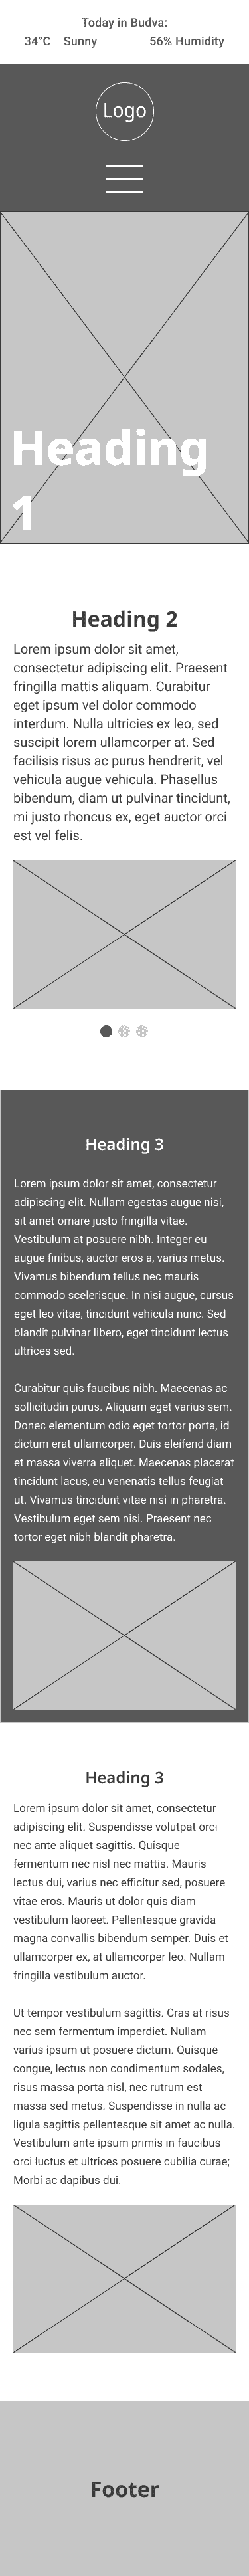 Today in Budva:
34°C Sunny 56% Humidity
Logo
Heading
1
Heading 2
Lorem ipsum dolor sit amet,
consectetur adipiscing elit. Praesent
fringilla mattis aliquam. Curabitur
eget ipsum vel dolor commodo
interdum. Nulla ultricies ex leo, sed
suscipit lorem ullamcorper at. Sed
facilisis risus ac purus hendrerit, vel
vehicula augue vehicula. Phasellus
bibendum, diam ut pulvinar tincidunt,
mi justo rhoncus ex, eget auctor orci
est vel felis.
Heading 3
Lorem ipsum dolor sit amet, consectetur
adipiscing elit. Nullam egestas augue nisi,
sit amet ornare justo fringilla vitae.
Vestibulum at posuere nibh. Integer eu
augue finibus, auctor eros a, varius metus.
Vivamus bibendum tellus nec mauris
commodo scelerisque. In nisi augue, cursus
eget leo vitae, tincidunt vehicula nunc. Sed
blandit pulvinar libero, eget tincidunt lectus
ultrices sed.
Curabitur quis faucibus nibh. Maecenas ac
sollicitudin purus. Aliquam eget varius sem.
Donec elementum odio eget tortor porta, id
dictum erat ullamcorper. Duis eleifend diam
et massa viverra aliquet. Maecenas placerat
tincidunt lacus, eu venenatis tellus feugiat
ut. Vivamus tincidunt vitae nisi in pharetra.
Vestibulum eget sem nisi. Praesent nec
tortor eget nibh blandit pharetra.
Heading 3
Lorem ipsum dolor sit amet, consectetur
adipiscing elit. Suspendisse volutpat orci
nec ante aliquet sagittis. Quisque
fermentum nec nisl nec mattis. Mauris
lectus dui, varius nec efficitur sed, posuere
vitae eros. Mauris ut dolor quis diam
vestibulum laoreet. Pellentesque gravida
magna convallis bibendum semper. Duis et
ullamcorper ex, at ullamcorper leo. Nullam
fringilla vestibulum auctor.
Ut tempor vestibulum sagittis. Cras at risus
nec sem fermentum imperdiet. Nullam
varius ipsum ut posuere dictum. Quisque
congue, lectus non condimentum sodales,
risus massa porta nisl, nec rutrum est
massa sed metus. Suspendisse in nulla ac
ligula sagittis pellentesque sit amet ac nulla.
Vestibulum ante ipsum primis in faucibus
orci luctus et ultrices posuere cubilia curae;
Morbi ac dapibus dui.
Footer